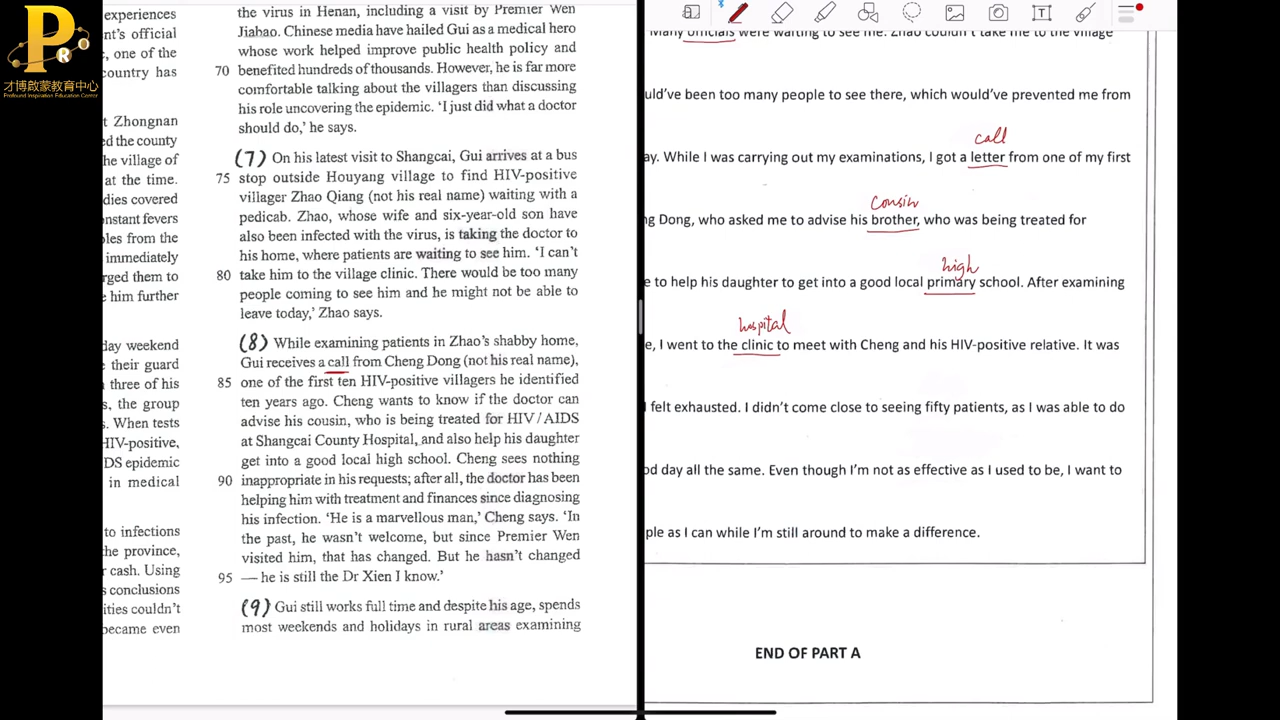 P
R
才博啟蒙教育中心
Profound Inspiration Education Center
experiences
nt's official
, one of the
country has
t Zhongnan
ed the county
he village of
at the time.
dies covered
nstant fevers
oles from the
immediately
rged them to
e him further
day weekend
their guard
three of his
s, the group
. When tests
HIV-positive,
DS epidemic
in medical
to infections
he province,
r cash. Using
s conclusions
ities couldn't
became even
the virus in Henan, including a visit by Premier Wen
Jiabao. Chinese media have hailed Gui as a medical hero
whose work helped improve public health policy and
70 benefited hundreds of thousands. However, he is far more
comfortable talking about the villagers than discussing
his role uncovering the epidemic. 'I just did what a doctor
should do,' he says.
(7) On his latest visit to Shangcai, Gui arrives at a bus
75 stop outside Houyang village to find HIV-positive
villager Zhao Qiang (not his real name) waiting with a
pedicab. Zhao, whose wife and six-year-old son have
also been infected with the virus, is taking the doctor to
his home, where patients are waiting to see him. 'I can't
80 take him to the village clinic. There would be too many
people coming to see him and he might not be able to
leave today,' Zhao says.
(8) While examining patients in Zhao's shabby home,
Gui receives a call from Cheng Dong (not his real name),
85 one of the first ten HIV-positive villagers he identified
ten years ago. Cheng wants to know if the doctor can
advise his cousin, who is being treated for HIV/AIDS
at Shangcai County Hospital, and also help his daughter
get into a good local high school. Cheng sees nothing
90 inappropriate in his requests; after all, the doctor has been
helping him with treatment and finances since diagnosing
his infection. 'He is a marvellous man,' Cheng says. 'In
the past, he wasn't welcome, but since Premier Wen
visited him, that has changed. But he hasn't changed
95 — he is still the Dr Xien I know.'
(9) Gui still works full time and despite his age, spends
most weekends and holidays in rural areas examining
Many officials were waiting to see me. Zhao couldn't take me to the village
uld've been too many people to see there, which would've prevented me from
call
ay. While I was carrying out my examinations, I got a letter from one of my first
cousin
ng Dong, who asked me to advise his brother, who was being treated for
high
e to help his daughter to get into a good local primary school. After examining
hospital
e, I went to the clinic to meet with Cheng and his HIV-positive relative. It was
I felt exhausted. I didn't come close to seeing fifty patients, as I was able to do
od day all the same. Even though I'm not as effective as I used to be, I want to
ple as I can while I'm still around to make a difference.
END OF PART A